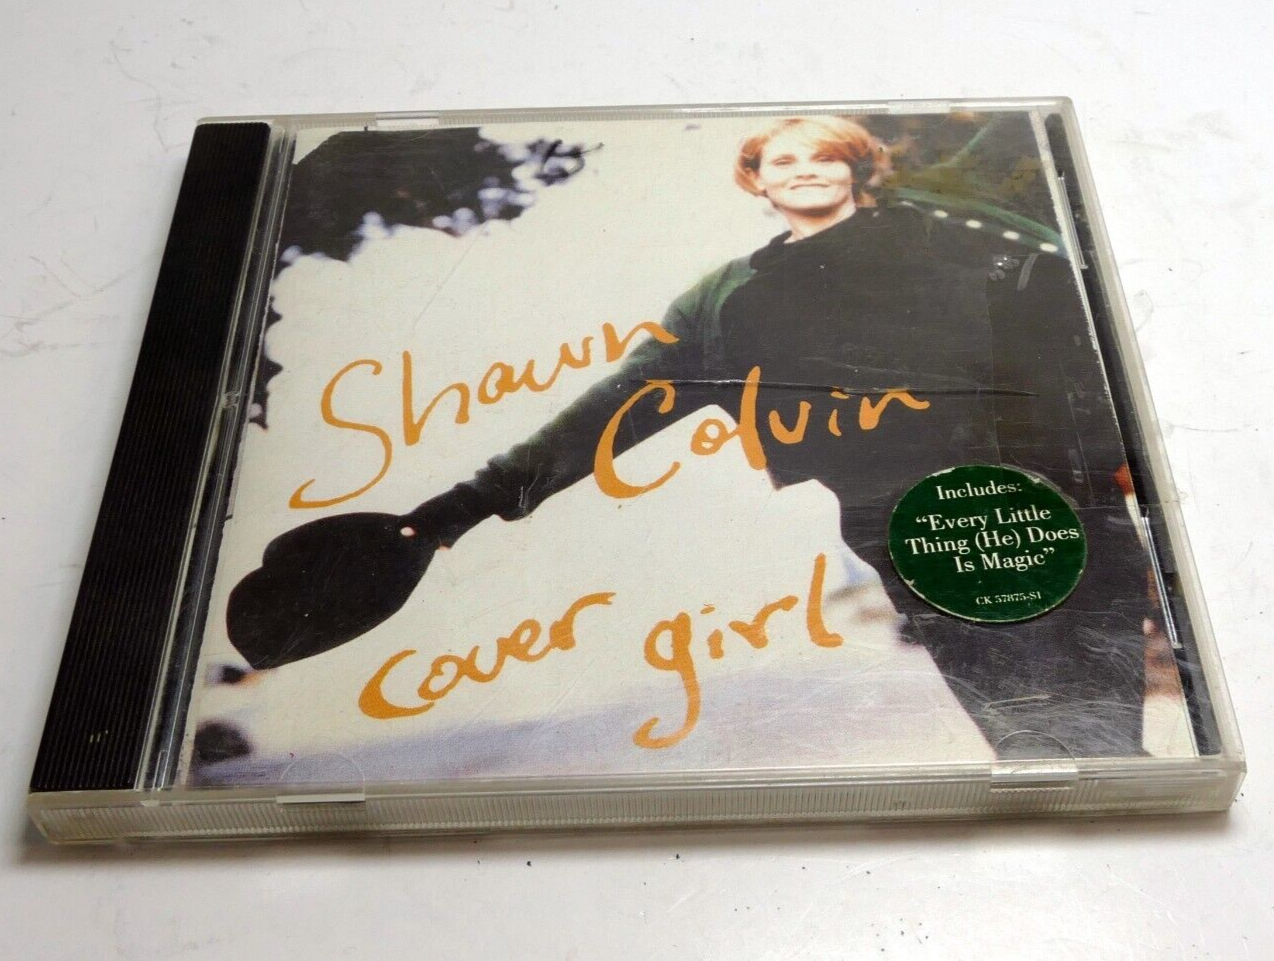 Shawn
Colvin
cover girl
Includes:
“Every Little
Thing (He) Does
Is Magic”
CK 57875-S1